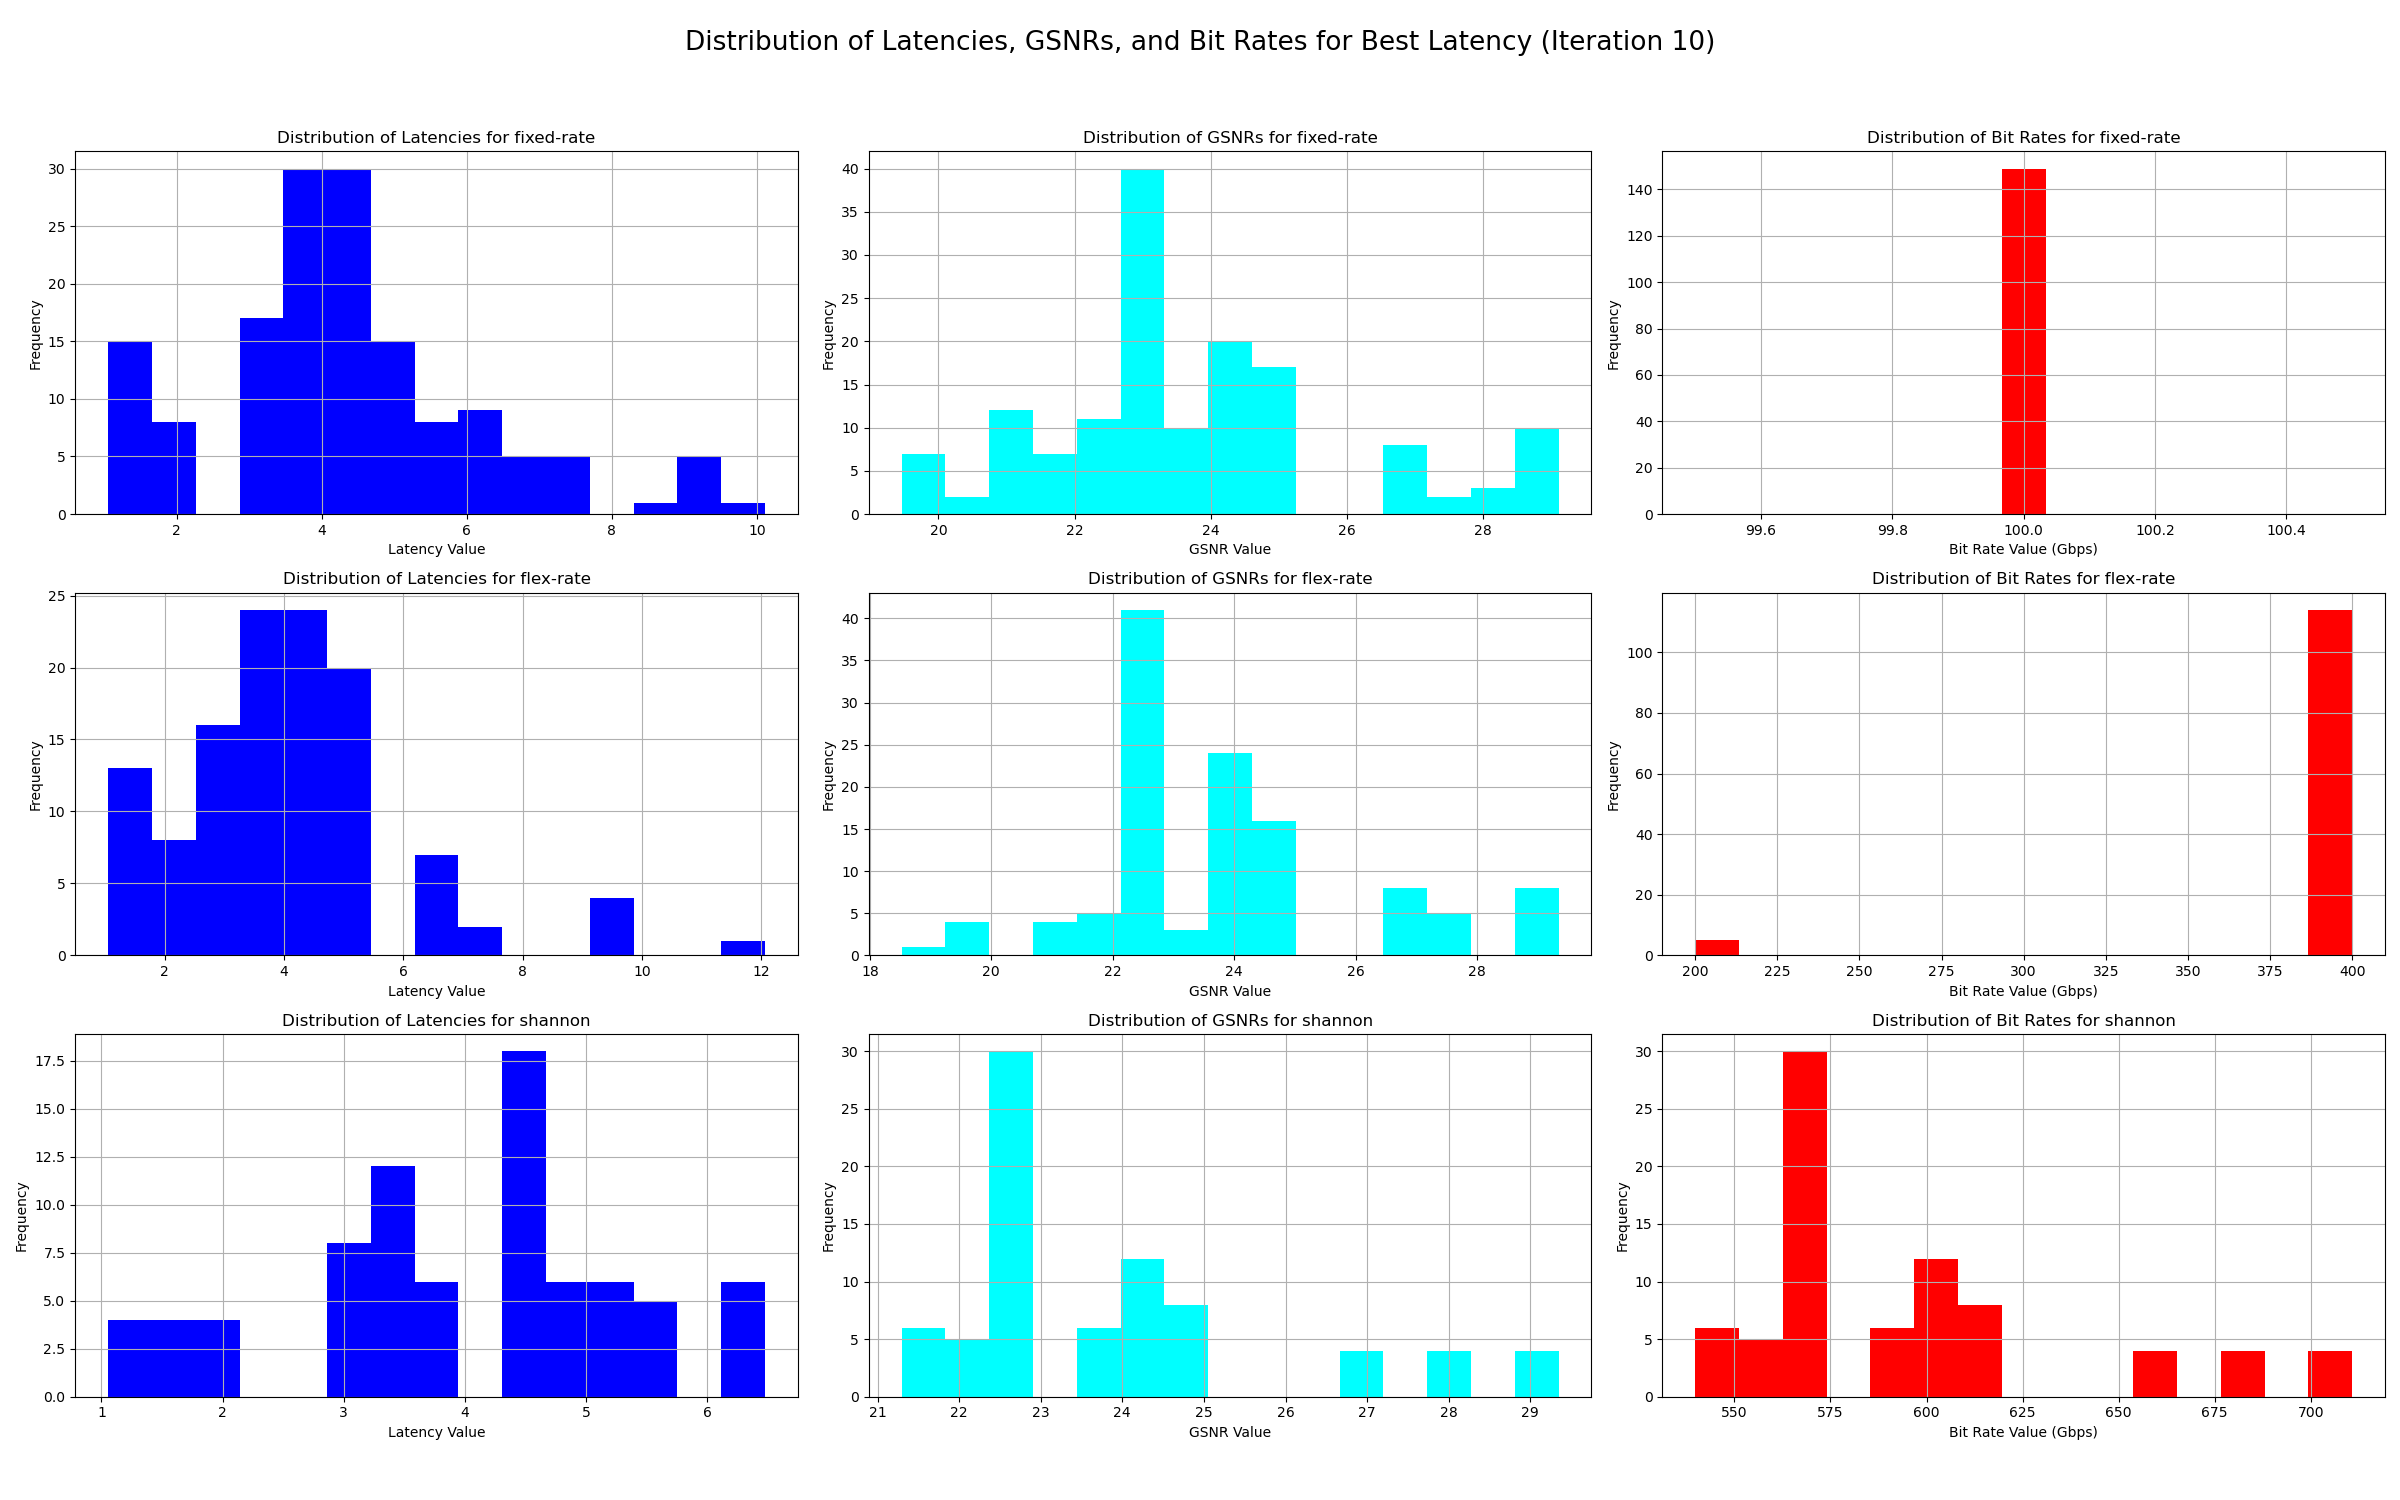 Distribution of Latencies, GSNRs, and Bit Rates for Best Latency (Iteration 10)
Distribution of Latencies for fixed-rate
Frequency
30
25
20
15
10
5
0
2 4 6 8 10
Latency Value
Distribution of GSNRs for fixed-rate
Frequency
40
35
30
25
20
15
10
5
0
20 22 24 26 28
GSNR Value
Distribution of Bit Rates for fixed-rate
Frequency
140
120
100
80
60
40
20
0
99.6 99.8 100.0 100.2 100.4
Bit Rate Value (Gbps)
Distribution of Latencies for flex-rate
Frequency
25
20
15
10
5
0
2 4 6 8 10 12
Latency Value
Distribution of GSNRs for flex-rate
Frequency
40
35
30
25
20
15
10
5
0
18 20 22 24 26 28
GSNR Value
Distribution of Bit Rates for flex-rate
Frequency
100
80
60
40
20
0
200 225 250 275 300 325 350 375 400
Bit Rate Value (Gbps)
Distribution of Latencies for shannon
Frequency
17.5
15.0
12.5
10.0
7.5
5.0
2.5
0.0
1 2 3 4 5 6
Latency Value
Distribution of GSNRs for shannon
Frequency
30
25
20
15
10
5
0
21 22 23 24 25 26 27 28 29
GSNR Value
Distribution of Bit Rates for shannon
Frequency
30
25
20
15
10
5
0
550 575 600 625 650 675 700
Bit Rate Value (Gbps)